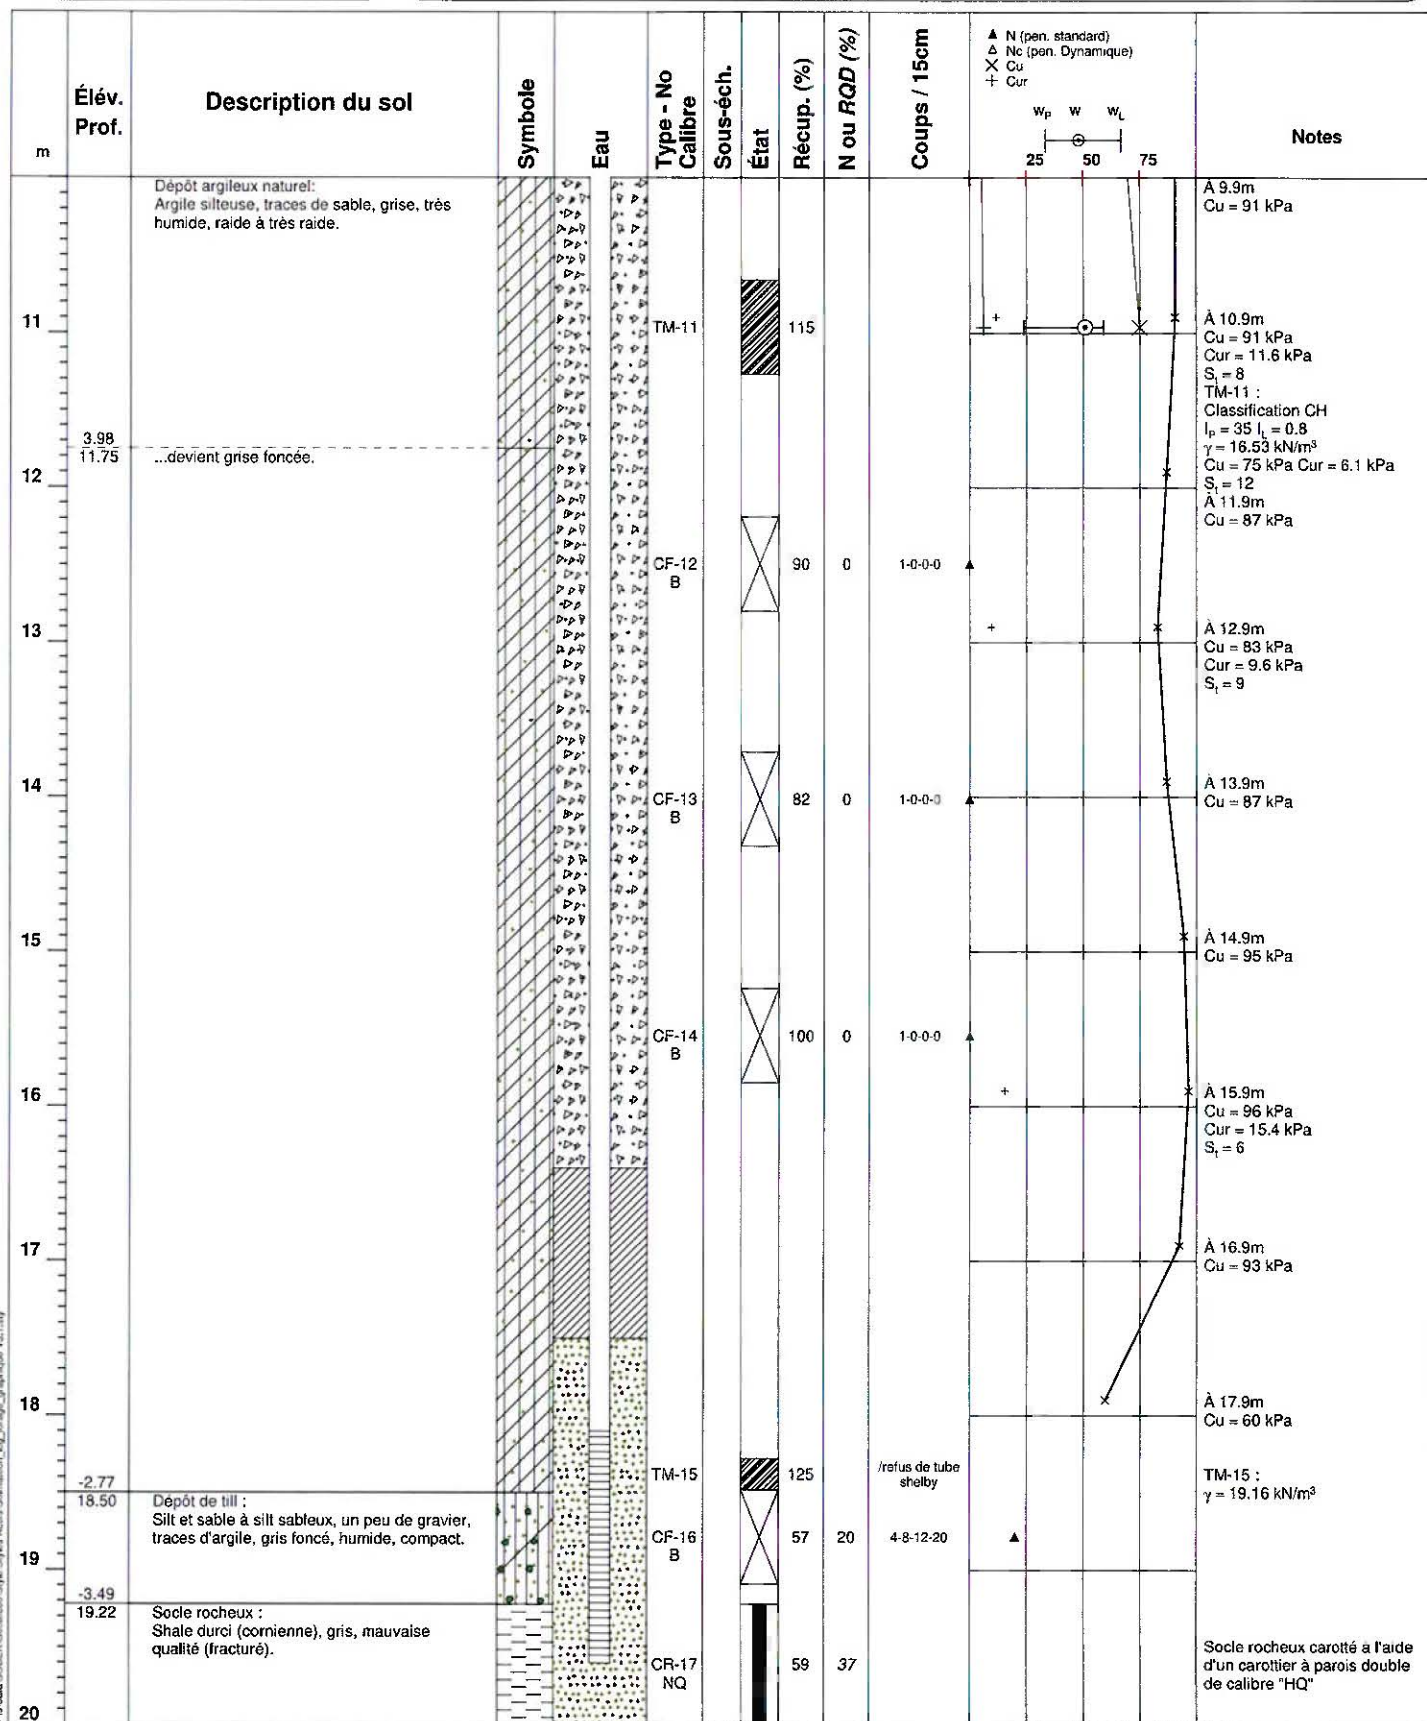 ▲ N (pen. standard)
△ Nc (pen. Dynamique)
✕ Cu
+ Cur
Élév.
Prof.
m
Description du sol
Symbole
Eau
Type - No
Calibre
Sous-éch.
État
Récup. (%)
N ou RQD (%)
Coups / 15cm
Wp W WL
25 50 75
Notes
Dépôt argileux naturel:
Argile silteuse, traces de sable, grise, très
humide, raide à très raide.
À 9.9m
Cu = 91 kPa
11
TM-11
115
À 10.9m
Cu = 91 kPa
Cur = 11.6 kPa
St = 8
TM-11 :
Classification CH
Ip = 35 IL = 0.8
γ = 16.53 kN/m³
Cu = 75 kPa Cur = 6.1 kPa
St = 12
3.98
11.75
...devient grise foncée.
12
À 11.9m
Cu = 87 kPa
CF-12
B
90
0
1-0-0-0
13
À 12.9m
Cu = 83 kPa
Cur = 9.6 kPa
St = 9
14
CF-13
B
82
0
1-0-0-0
À 13.9m
Cu = 87 kPa
15
À 14.9m
Cu = 95 kPa
CF-14
B
100
0
1-0-0-0
16
À 15.9m
Cu = 96 kPa
Cur = 15.4 kPa
St = 6
17
À 16.9m
Cu = 93 kPa
18
À 17.9m
Cu = 60 kPa
TM-15
125
/refus de tube
shelby
TM-15 :
γ = 19.16 kN/m³
-2.77
18.50
Dépôt de till :
Silt et sable à silt sableux, un peu de gravier,
traces d'argile, gris foncé, humide, compact.
CF-16
B
57
20
4-8-12-20
19
-3.49
19.22
Socle rocheux :
Shale durci (cornienne), gris, mauvaise
qualité (fracturé).
CR-17
NQ
59
37
Socle rocheux carotté à l'aide
d'un carottier à parois double
de calibre "HQ"
20